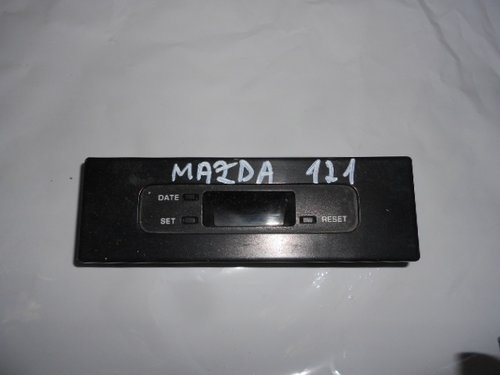 MAZDA 121
DATE
SET
RESET